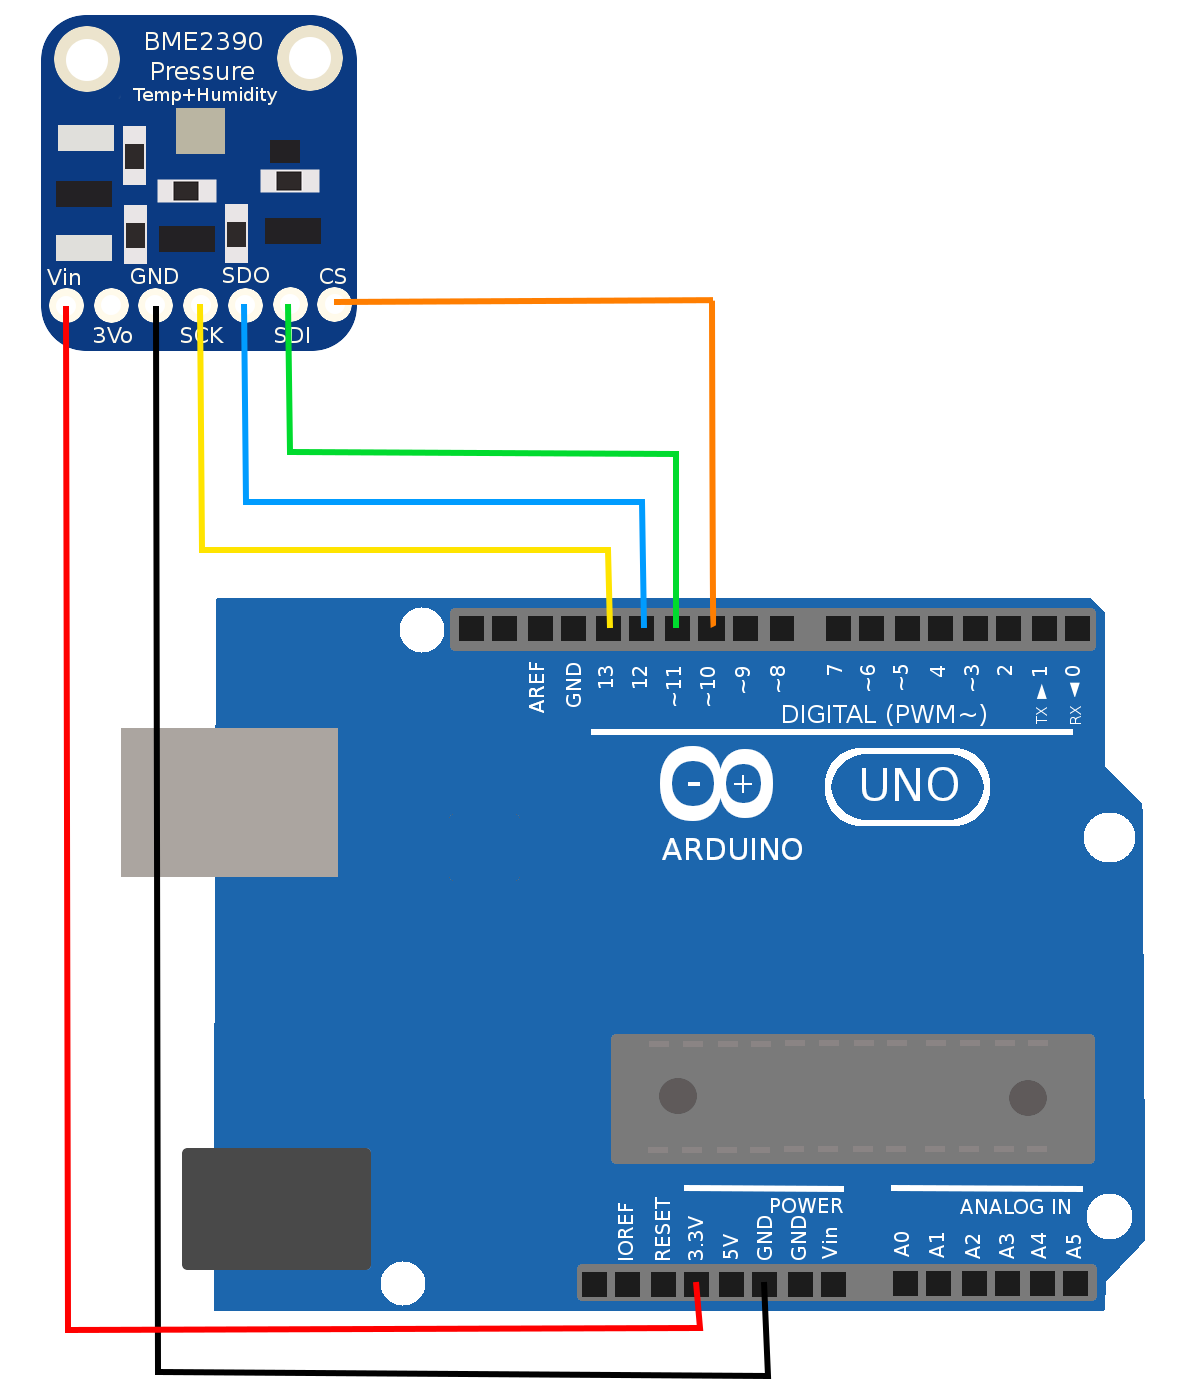 BME2390
Pressure
Temp+Humidity
Vin
GND
SDO
CS
3Vo
SCK
SDI
AREF
GND
13
12
~11
~10
~9
~8
7
~6
~5
4
~3
2
TX ► 1
RX ◄ 0
DIGITAL (PWM~)
- +
UNO
ARDUINO
POWER
ANALOG IN
IOREF
RESET
3.3V
5V
GND
GND
Vin
A0
A1
A2
A3
A4
A5